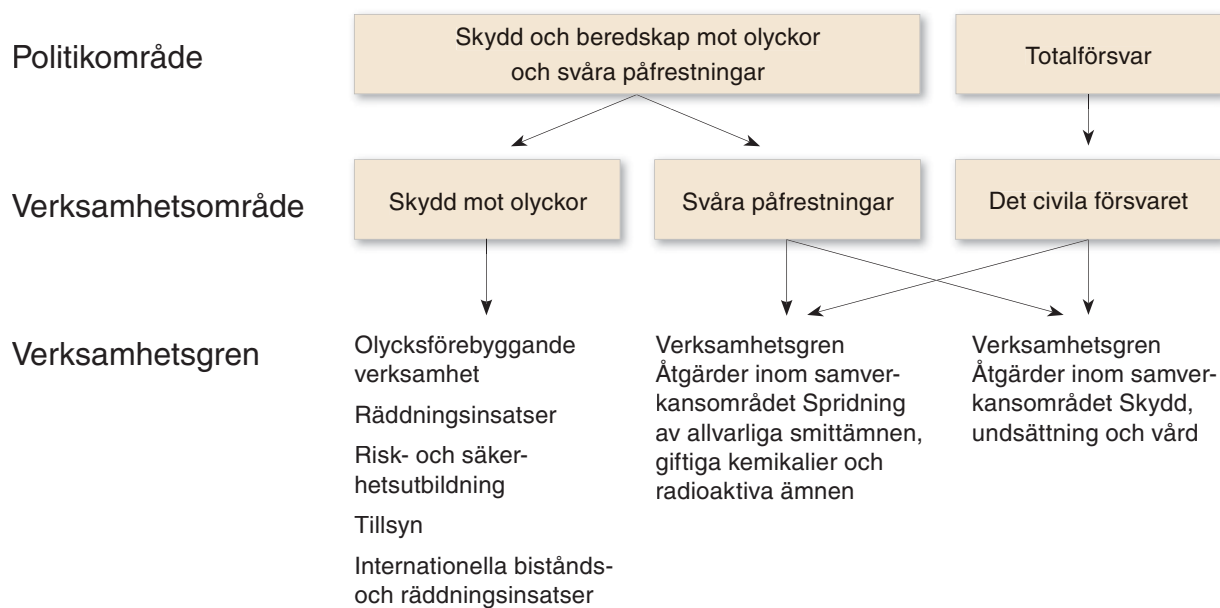 Politikområde
Skydd och beredskap mot olyckor
och svåra påfrestningar
Totalförsvar
Verksamhetsområde
Skydd mot olyckor
Svåra påfrestningar
Det civila försvaret
Verksamhetsgren
Olycksförebyggande
verksamhet
Räddningsinsatser
Risk- och säker-
hetsutbildning
Tillsyn
Internationella bistånds-
och räddningsinsatser
Verksamhetsgren
Åtgärder inom samver-
kansområdet Spridning
av allvarliga smittämnen,
giftiga kemikalier och
radioaktiva ämnen
Verksamhetsgren
Åtgärder inom samver-
kansområdet Skydd,
undsättning och vård